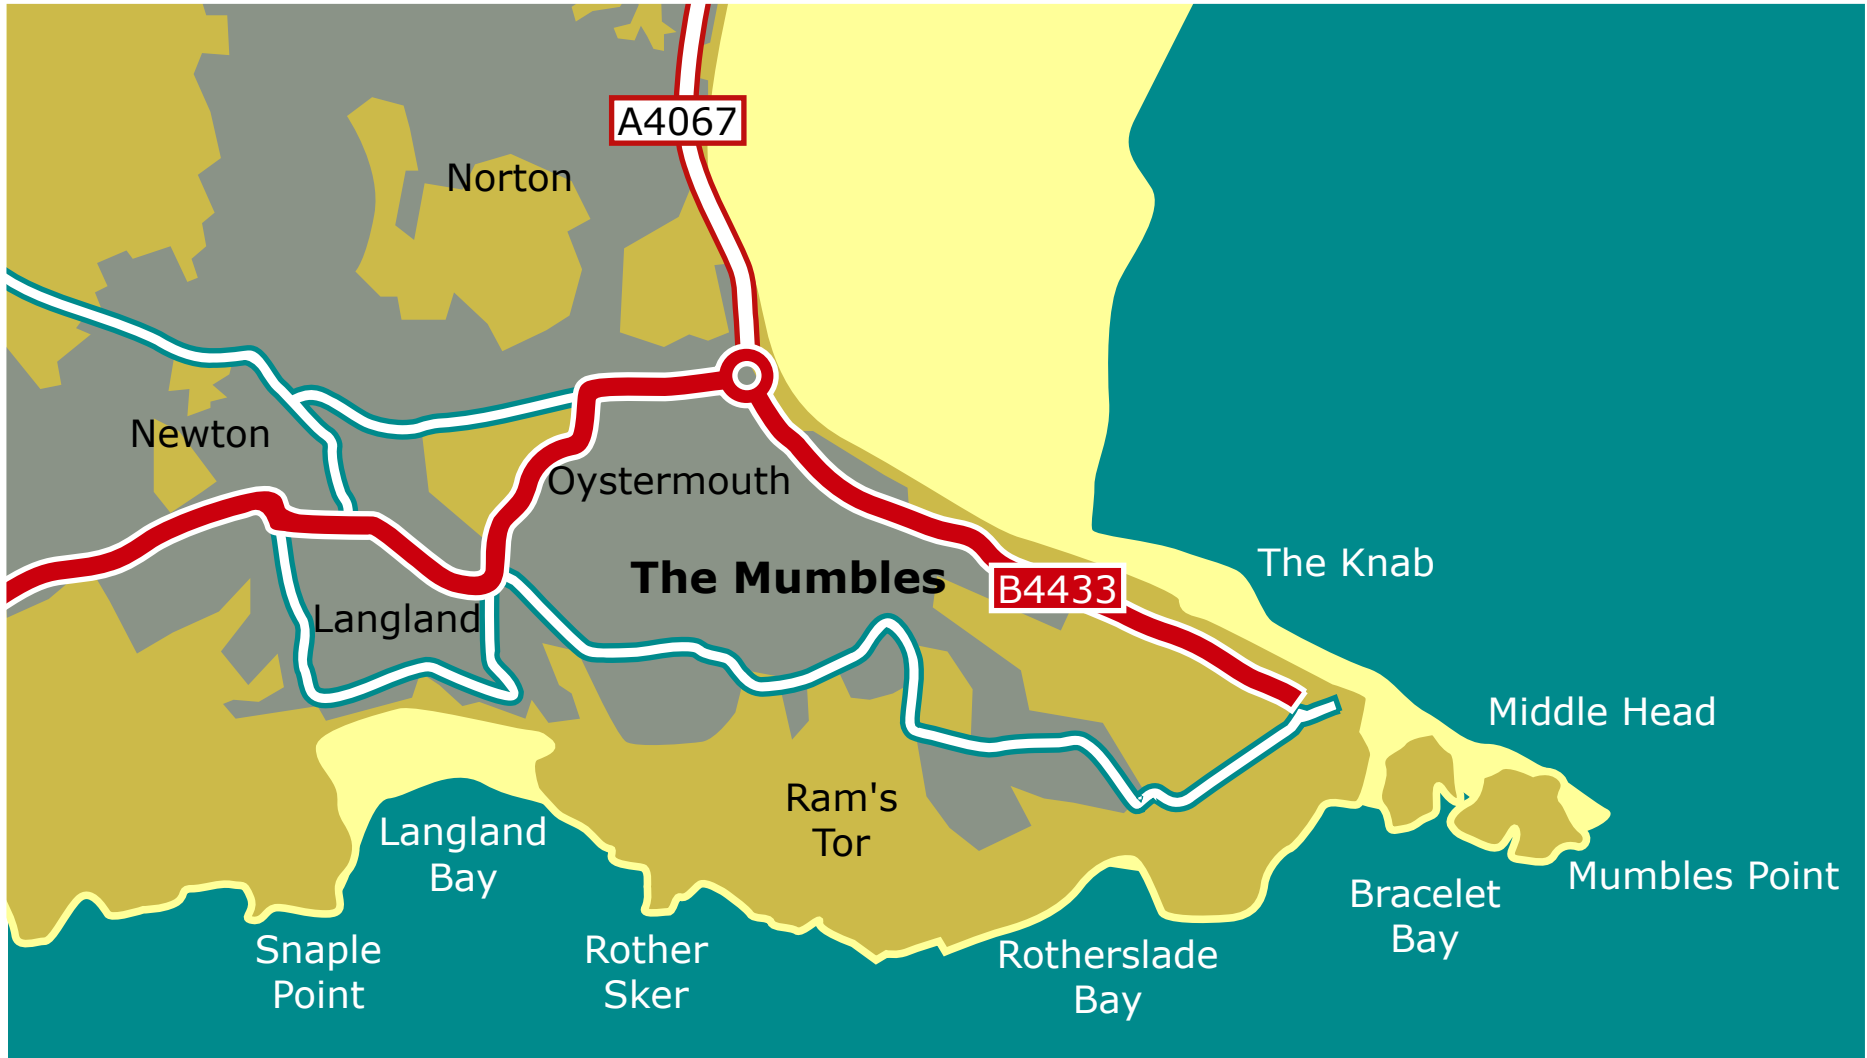 A4067
Norton
Newton
Oystermouth
The Mumbles
The Knab
B4433
Langland
Middle Head
Ram's
Tor
Langland
Bay
Mumbles Point
Bracelet
Bay
Snaple
Point
Rother
Sker
Rotherslade
Bay